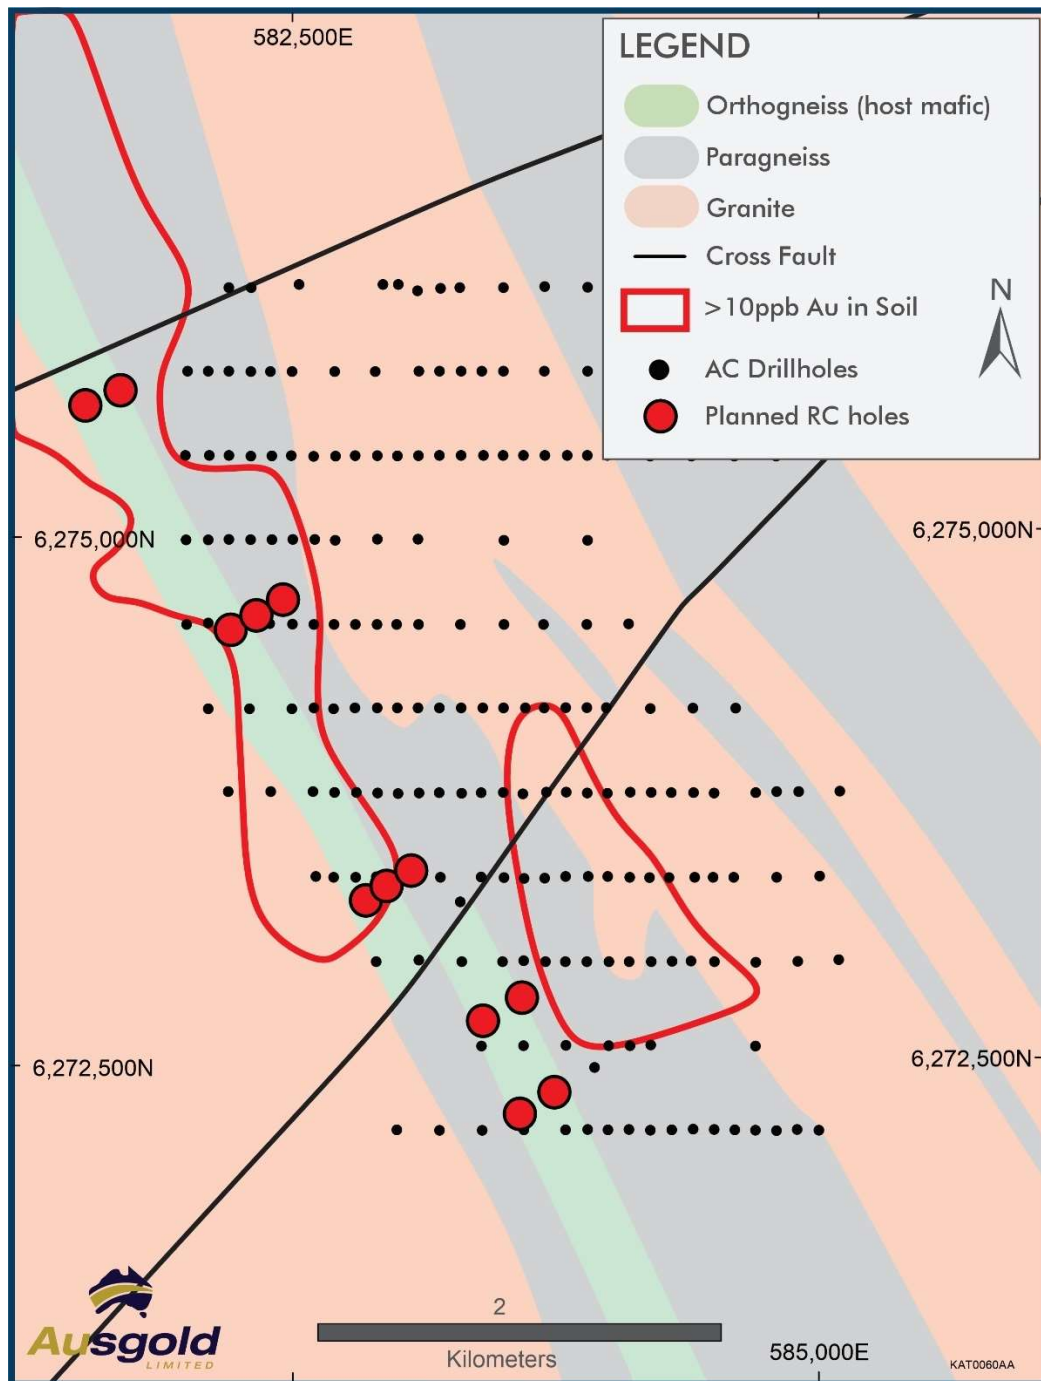 582,500E
LEGEND
Orthogneiss (host mafic)
Paragneiss
Granite
Cross Fault
>10ppb Au in Soil
N
AC Drillholes
Planned RC holes
6,275,000N
6,275,000N
6,272,500N
6,272,500N
2
Kilometers
585,000E
Ausgold
LIMITED
KAT0060AA